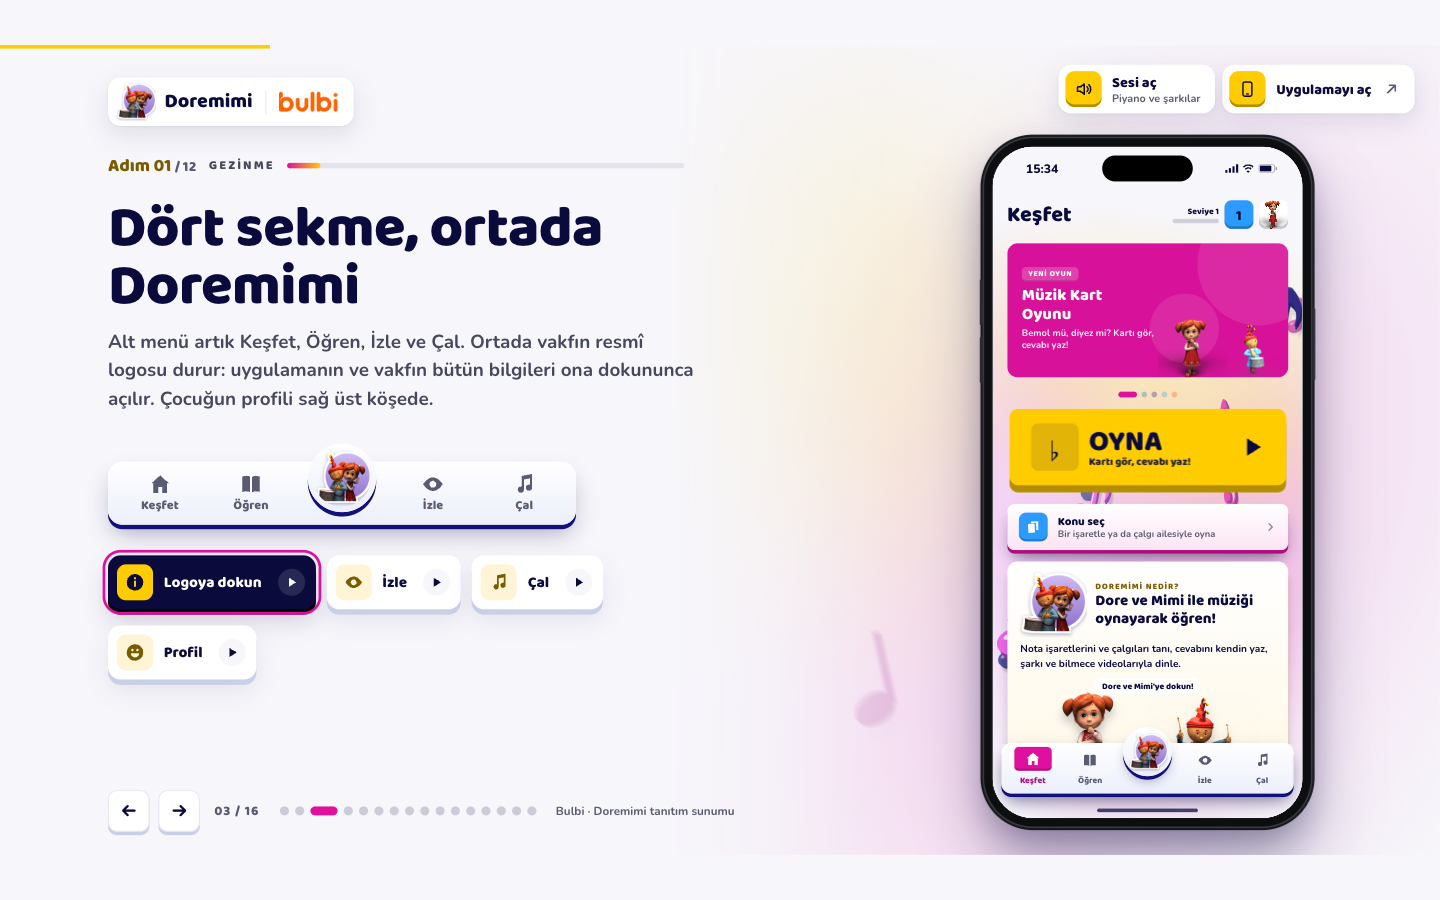 Doremimi
bulbi
Sesi aç
Piyano ve şarkılar
Uygulamayı aç
Adım 01 / 12 GEZİNME
Dört sekme, ortada
Doremimi
Alt menü artık Keşfet, Öğren, İzle ve Çal. Ortada vakfın resmî
logosu durur: uygulamanın ve vakfın bütün bilgileri ona dokununca
açılır. Çocuğun profili sağ üst köşede.
Keşfet
Öğren
İzle
Çal
Logoya dokun
İzle
Çal
Profil
03 / 16
Bulbi · Doremimi tanıtım sunumu
15:34
Keşfet
Seviye 1
1
YENİ OYUN
Müzik Kart
Oyunu
Bemol mü, diyez mi? Kartı gör,
cevabı yaz!
♭
OYNA
Kartı gör, cevabı yaz!
Konu seç
Bir işaretle ya da çalgı ailesiyle oyna
DOREMİMİ NEDİR?
Dore ve Mimi ile müziği
oynayarak öğren!
Nota işaretlerini ve çalgıları tanı, cevabını kendin yaz,
şarkı ve bilmece videolarıyla dinle.
Dore ve Mimi'ye dokun!
Keşfet
Öğren
İzle
Çal